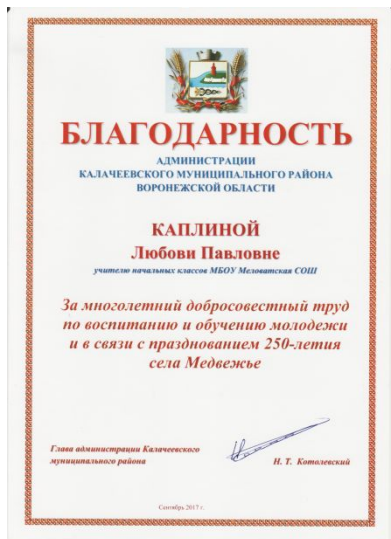 БЛАГОДАРНОСТЬ
АДМИНИСТРАЦИИ
КАЛАЧЕЕВСКОГО МУНИЦИПАЛЬНОГО РАЙОНА
ВОРОНЕЖСКОЙ ОБЛАСТИ
КАПЛИНОЙ
Любови Павловне
учителю начальных классов МБОУ Меловатская СОШ
За многолетний добросовестный труд
по воспитанию и обучению молодежи
и в связи с празднованием 250-летия
села Медвежье
Глава администрации Калачеевского
муниципального района
Н. Т. Котолевский
Сентябрь 2017 г.